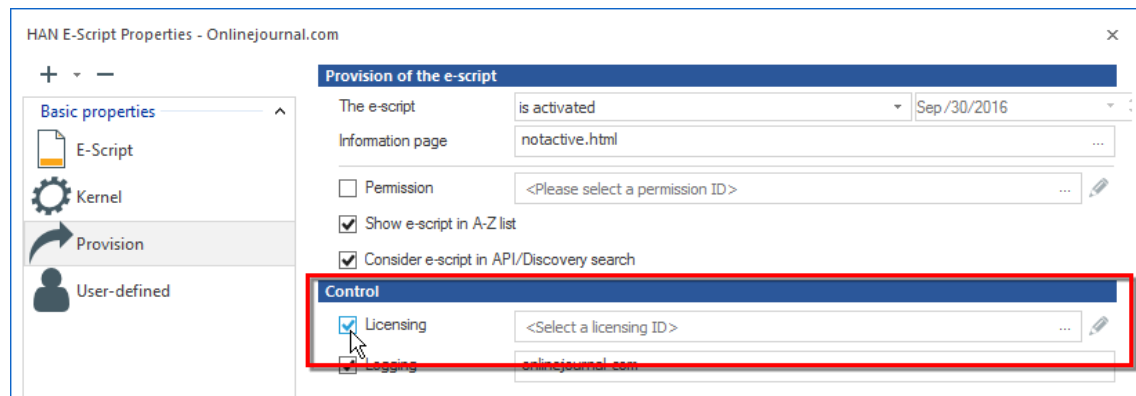 HAN E-Script Properties - Onlinejournal.com
Provision of the e-script
Basic properties
The e-script is activated Sep/30/2016
E-Script
Information page notactive.html ...
Kernel
Permission <Please select a permission ID> ...
Show e-script in A-Z list
Provision
Consider e-script in API/Discovery search
User-defined
Control
Licensing <Select a licensing ID> ...
Logging onlinejournal-com